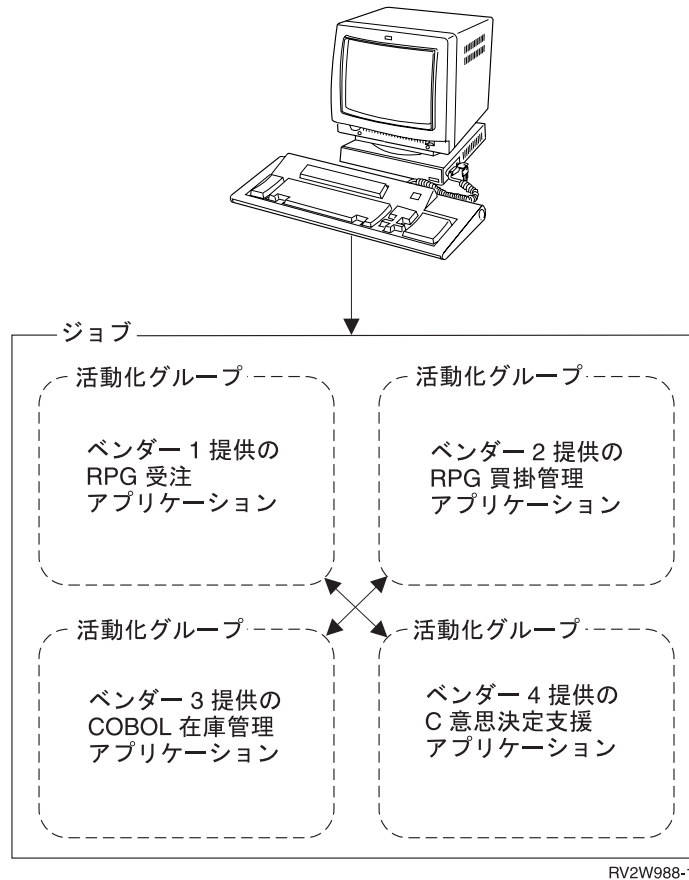 ジョブ
活動化グループ
ベンダー 1 提供の
RPG 受注
アプリケーション
活動化グループ
ベンダー 2 提供の
RPG 買掛管理
アプリケーション
活動化グループ
ベンダー 3 提供の
COBOL 在庫管理
アプリケーション
活動化グループ
ベンダー 4 提供の
C 意思決定支援
アプリケーション
RV2W988-1